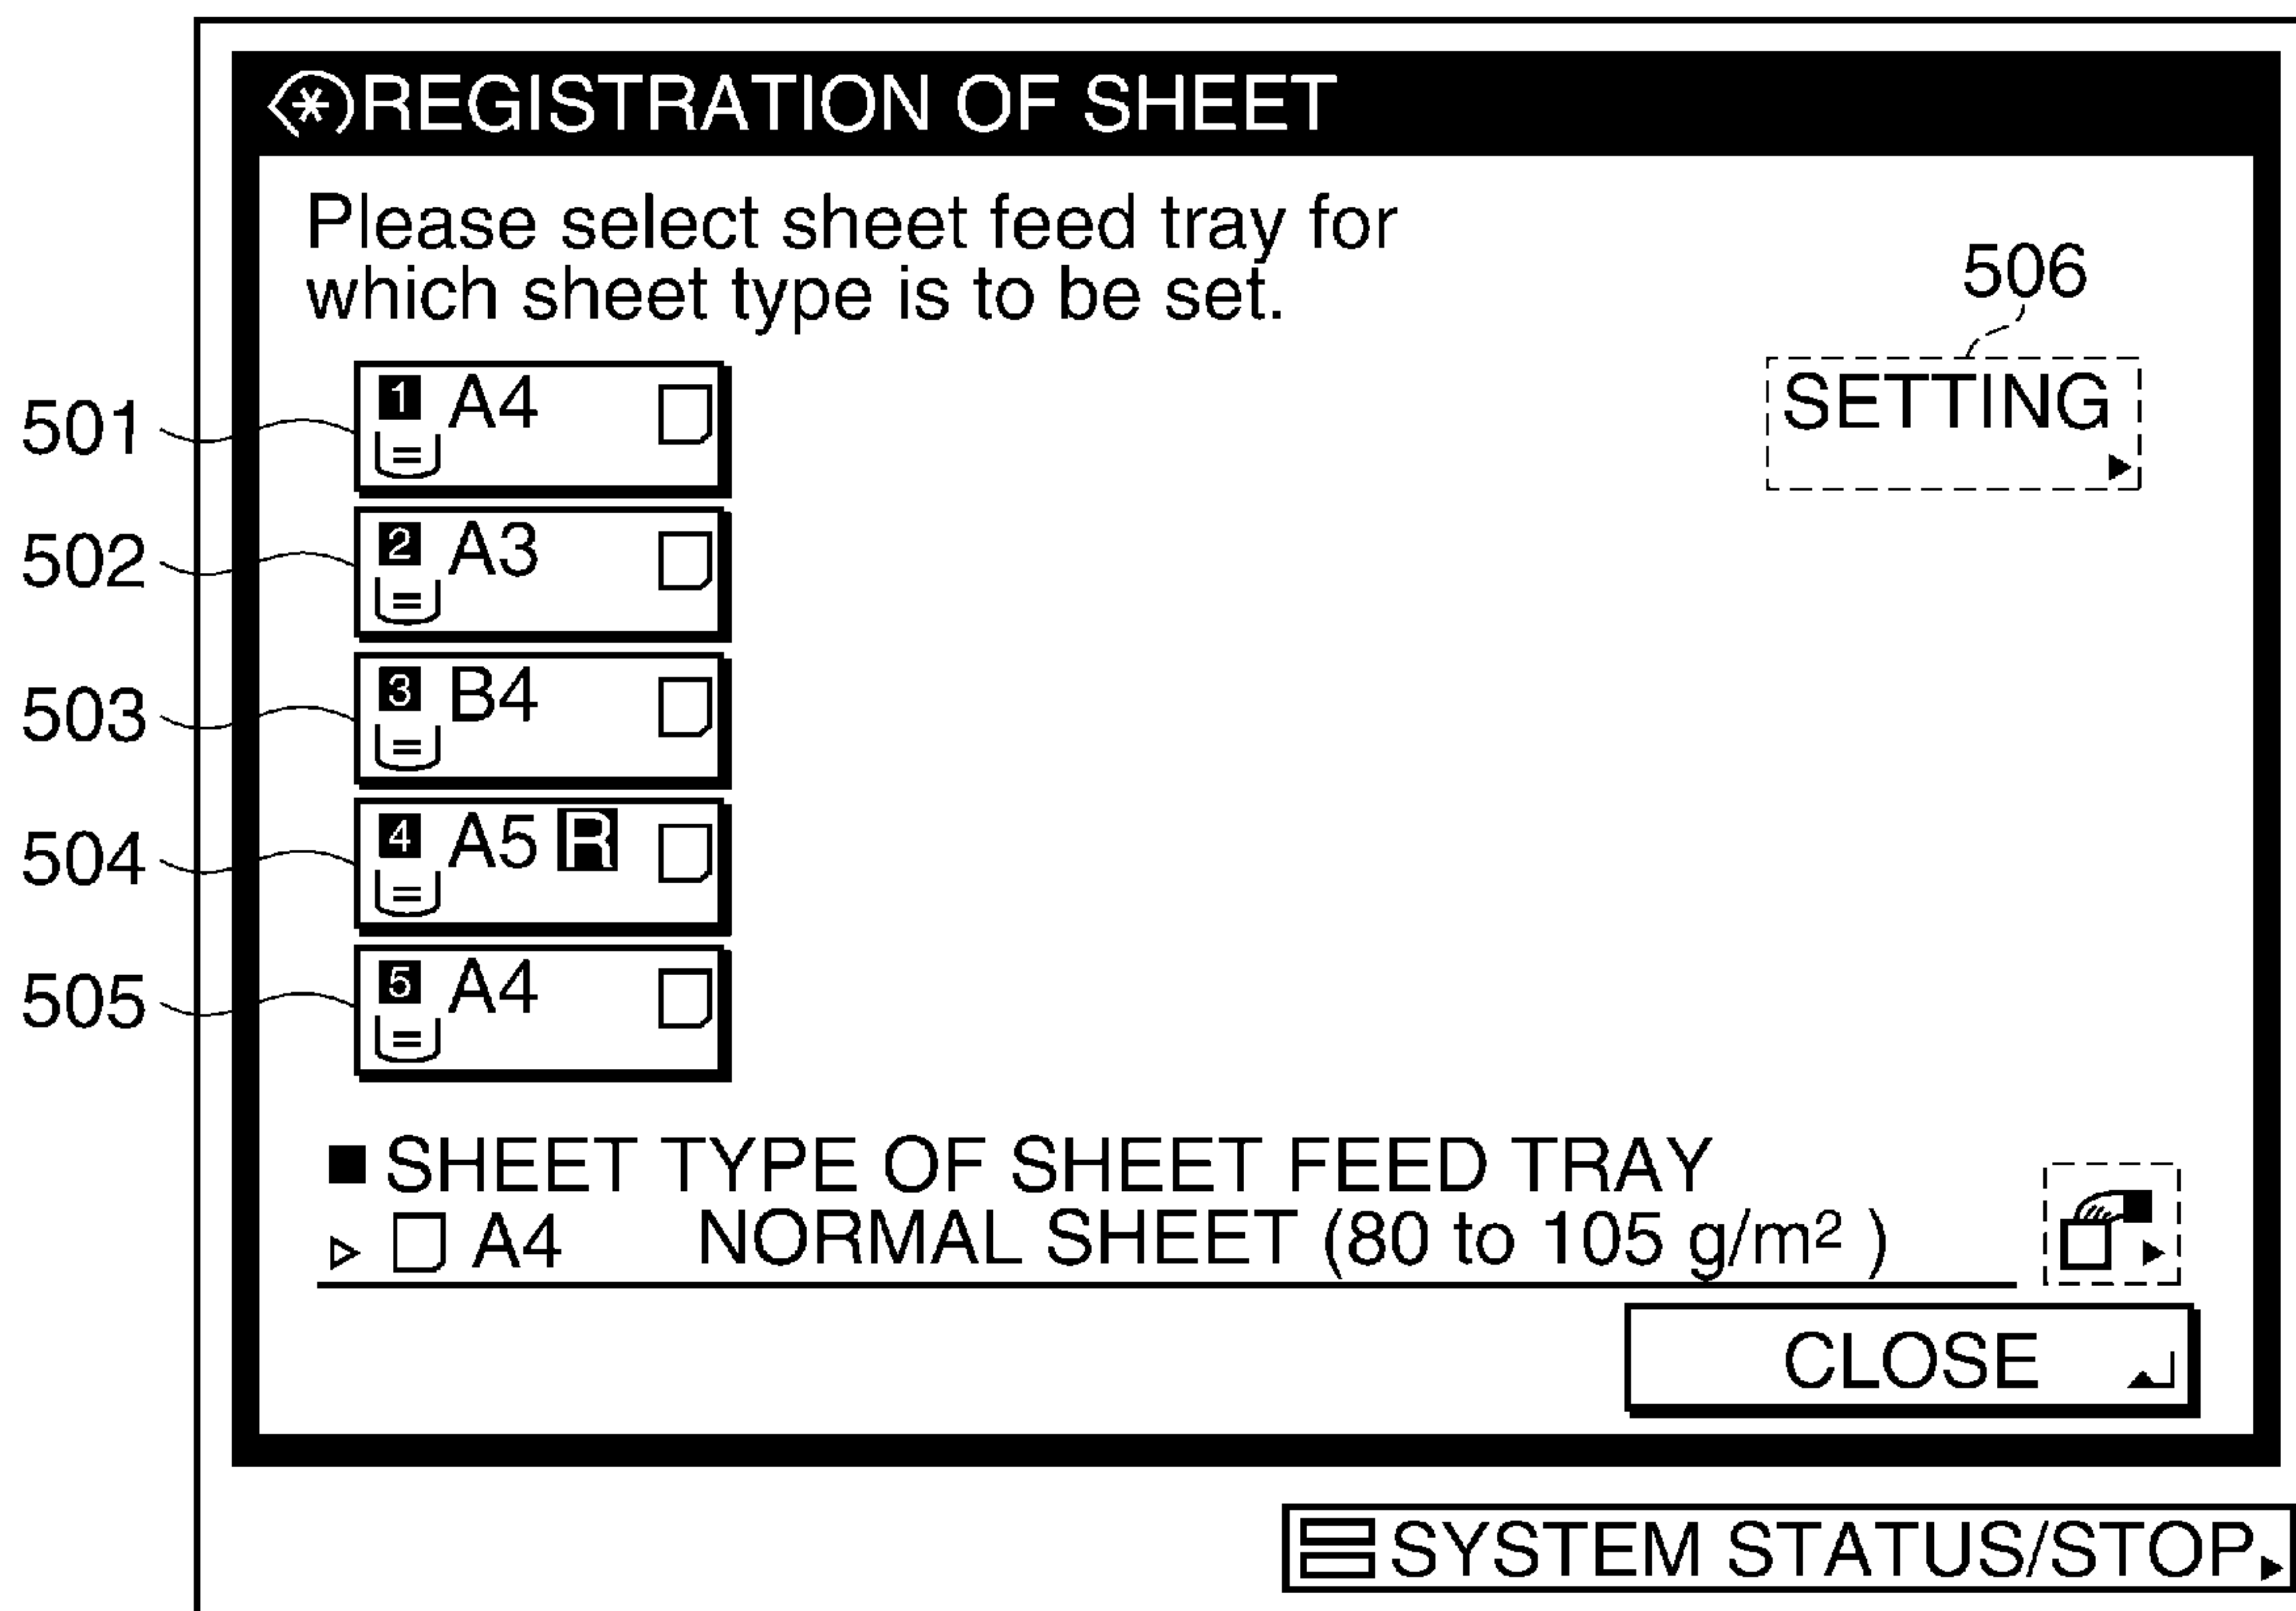 REGISTRATION OF SHEET
Please select sheet feed tray for
which sheet type is to be set.
506
SETTING
501
1 A4
502
2 A3
503
3 B4
504
4 A5 R
505
5 A4
■ SHEET TYPE OF SHEET FEED TRAY
A4 NORMAL SHEET (80 to 105 g/m² )
CLOSE
SYSTEM STATUS/STOP